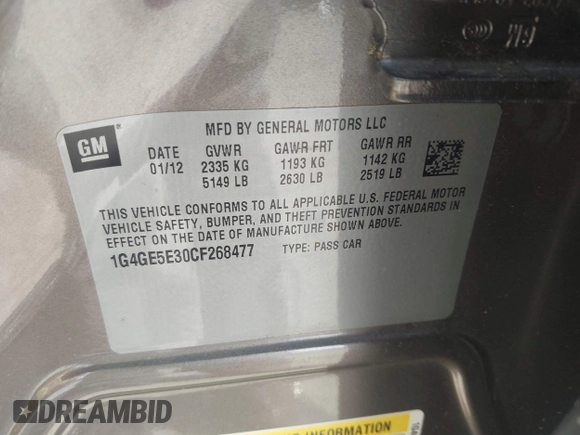 GM
MFD BY GENERAL MOTORS LLC
DATE GVWR GAWR FRT GAWR RR
01/12 2335 KG 1193 KG 1142 KG
5149 LB 2630 LB 2519 LB
THIS VEHICLE CONFORMS TO ALL APPLICABLE U.S. FEDERAL MOTOR
VEHICLE SAFETY, BUMPER, AND THEFT PREVENTION STANDARDS IN
EFFECT ON THE DATE OF MANUFACTURE SHOWN ABOVE.
1G4GE5E30CF268477 TYPE: PASS CAR
INFORMATION
DREAMBID